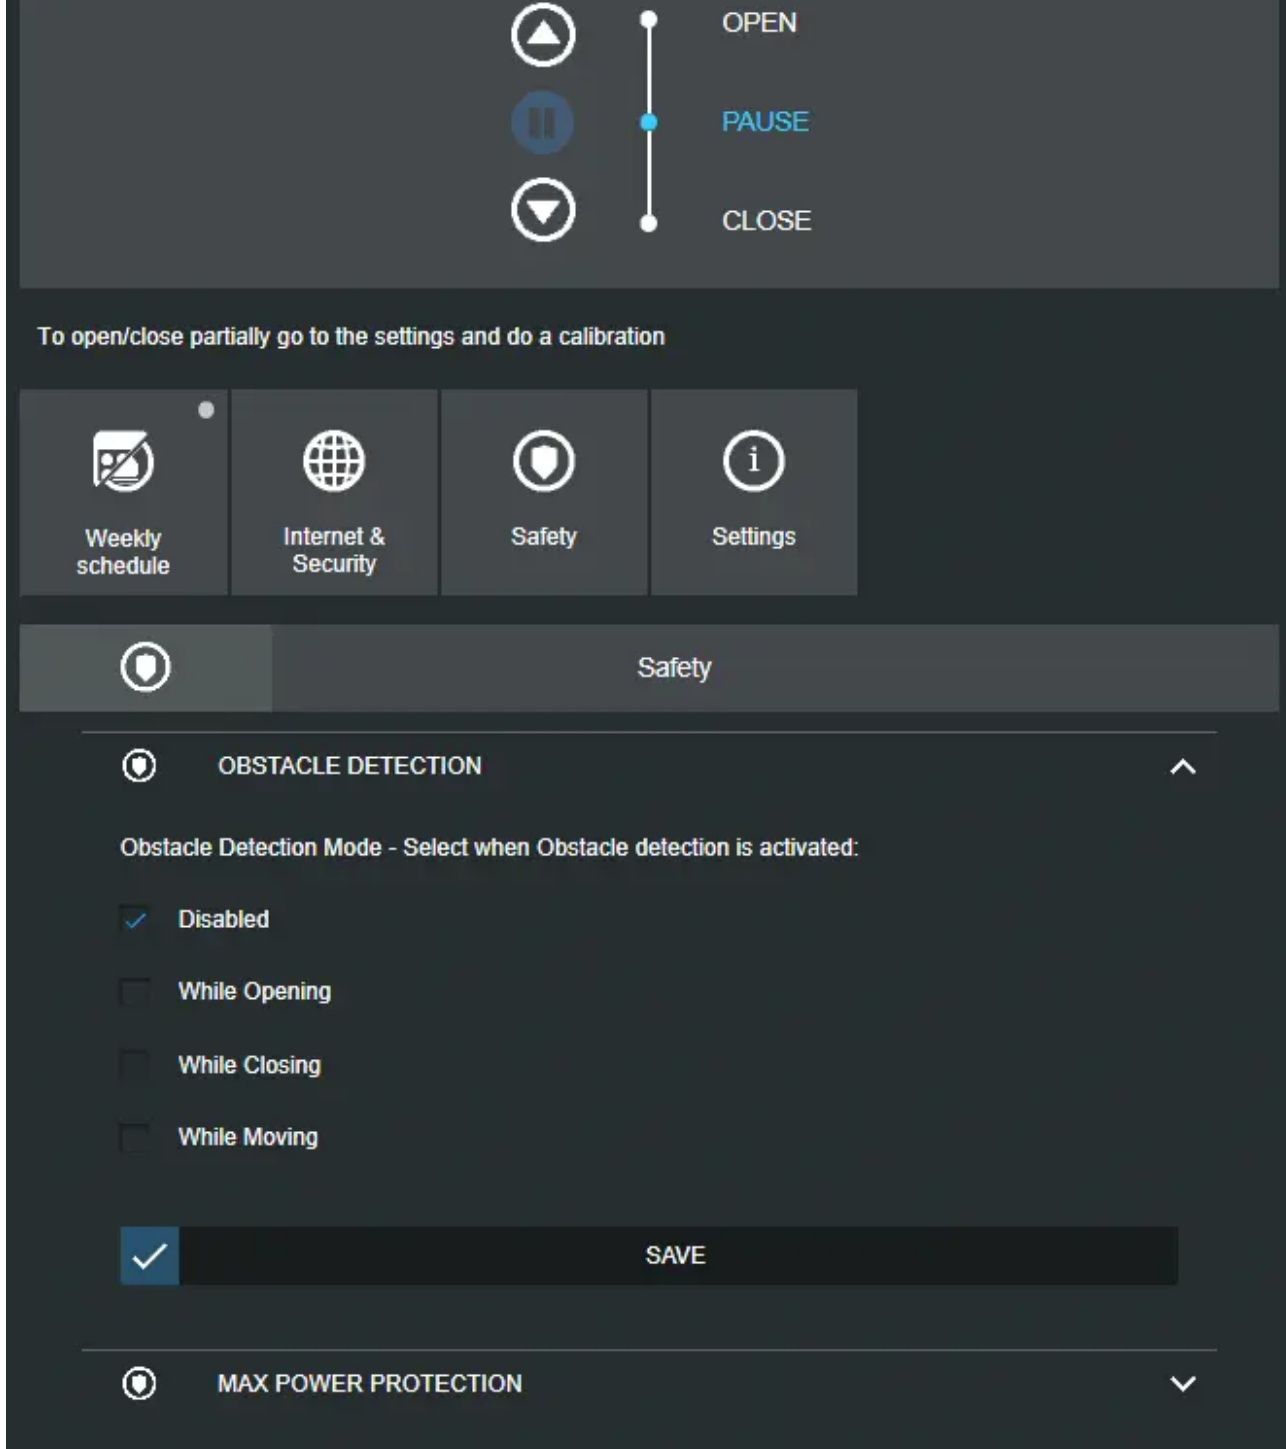 OPEN
PAUSE
CLOSE
To open/close partially go to the settings and do a calibration
Weekly
schedule
Internet &
Security
Safety
i
Settings
Safety
OBSTACLE DETECTION
Obstacle Detection Mode - Select when Obstacle detection is activated:
Disabled
While Opening
While Closing
While Moving
SAVE
MAX POWER PROTECTION